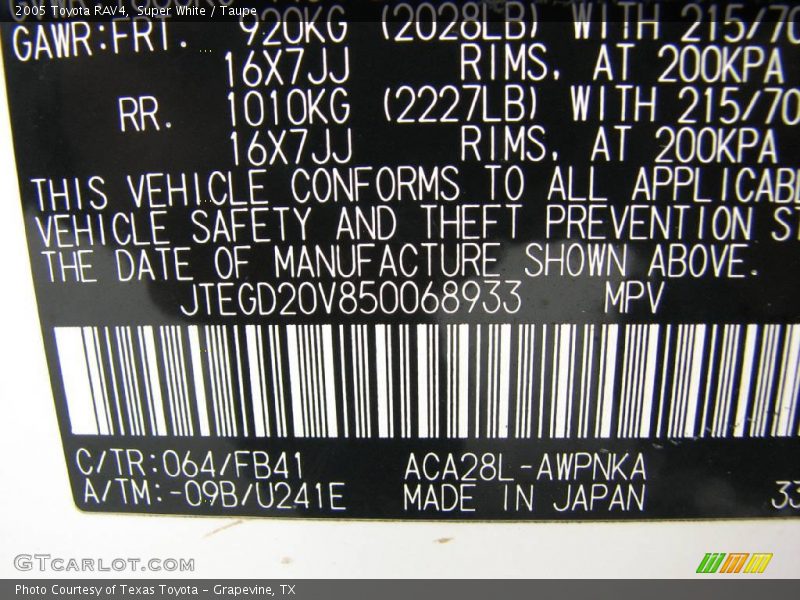 2005 Toyota RAV4, Super White / Taupe
GAWR:FRT. 920KG (2028LB) WITH 215/70
16X7JJ RIMS, AT 200KPA
RR. 1010KG (2227LB) WITH 215/70
16X7JJ RIMS, AT 200KPA
THIS VEHICLE CONFORMS TO ALL APPLICABL
VEHICLE SAFETY AND THEFT PREVENTION ST
THE DATE OF MANUFACTURE SHOWN ABOVE.
JTEGD20V850068933 MPV
C/TR:064/FB41 ACA28L-AWPNKA
A/TM:-09B/U241E MADE IN JAPAN 33
GTCARLOT.COM
Photo Courtesy of Texas Toyota - Grapevine, TX